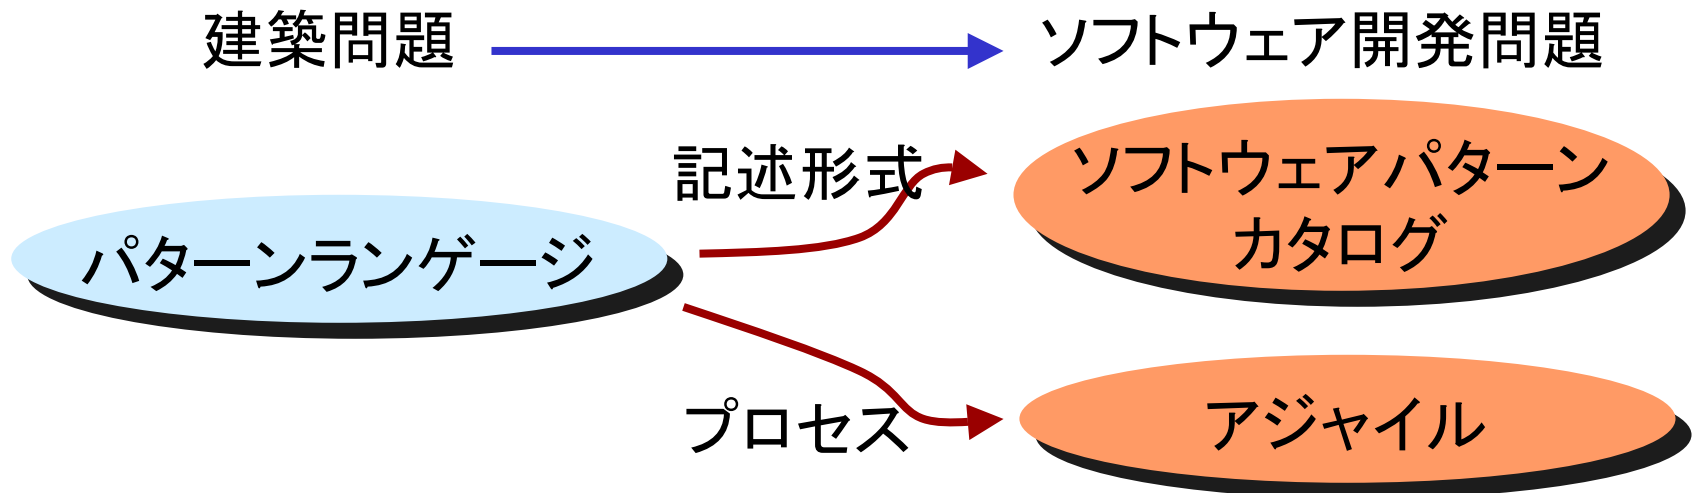 建築問題
ソフトウェア開発問題
記述形式
ソフトウェアパターン
カタログ
パターンランゲージ
プロセス
アジャイル